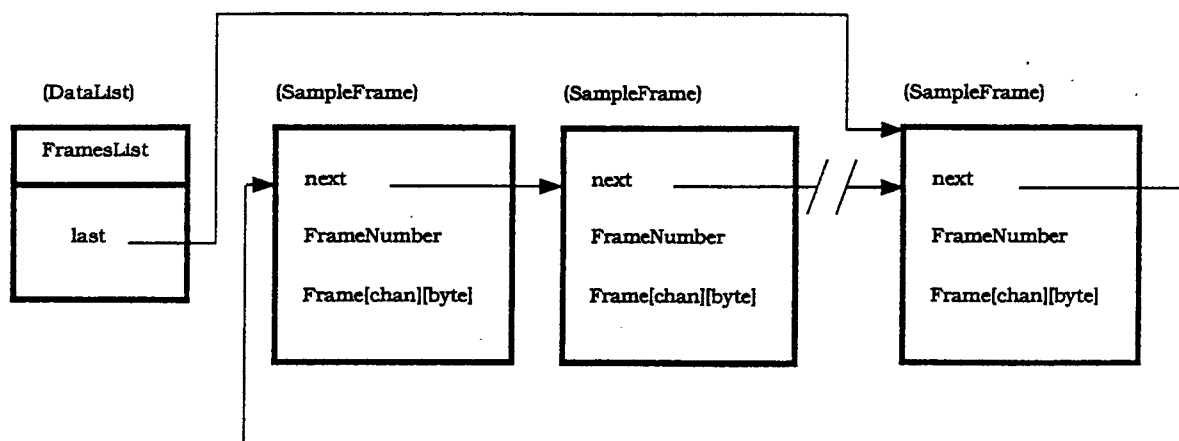 (DataList)
FramesList
last
(SampleFrame)
next
FrameNumber
Frame[chan][byte]
(SampleFrame)
next
FrameNumber
Frame[chan][byte]
(SampleFrame)
next
FrameNumber
Frame[chan][byte]